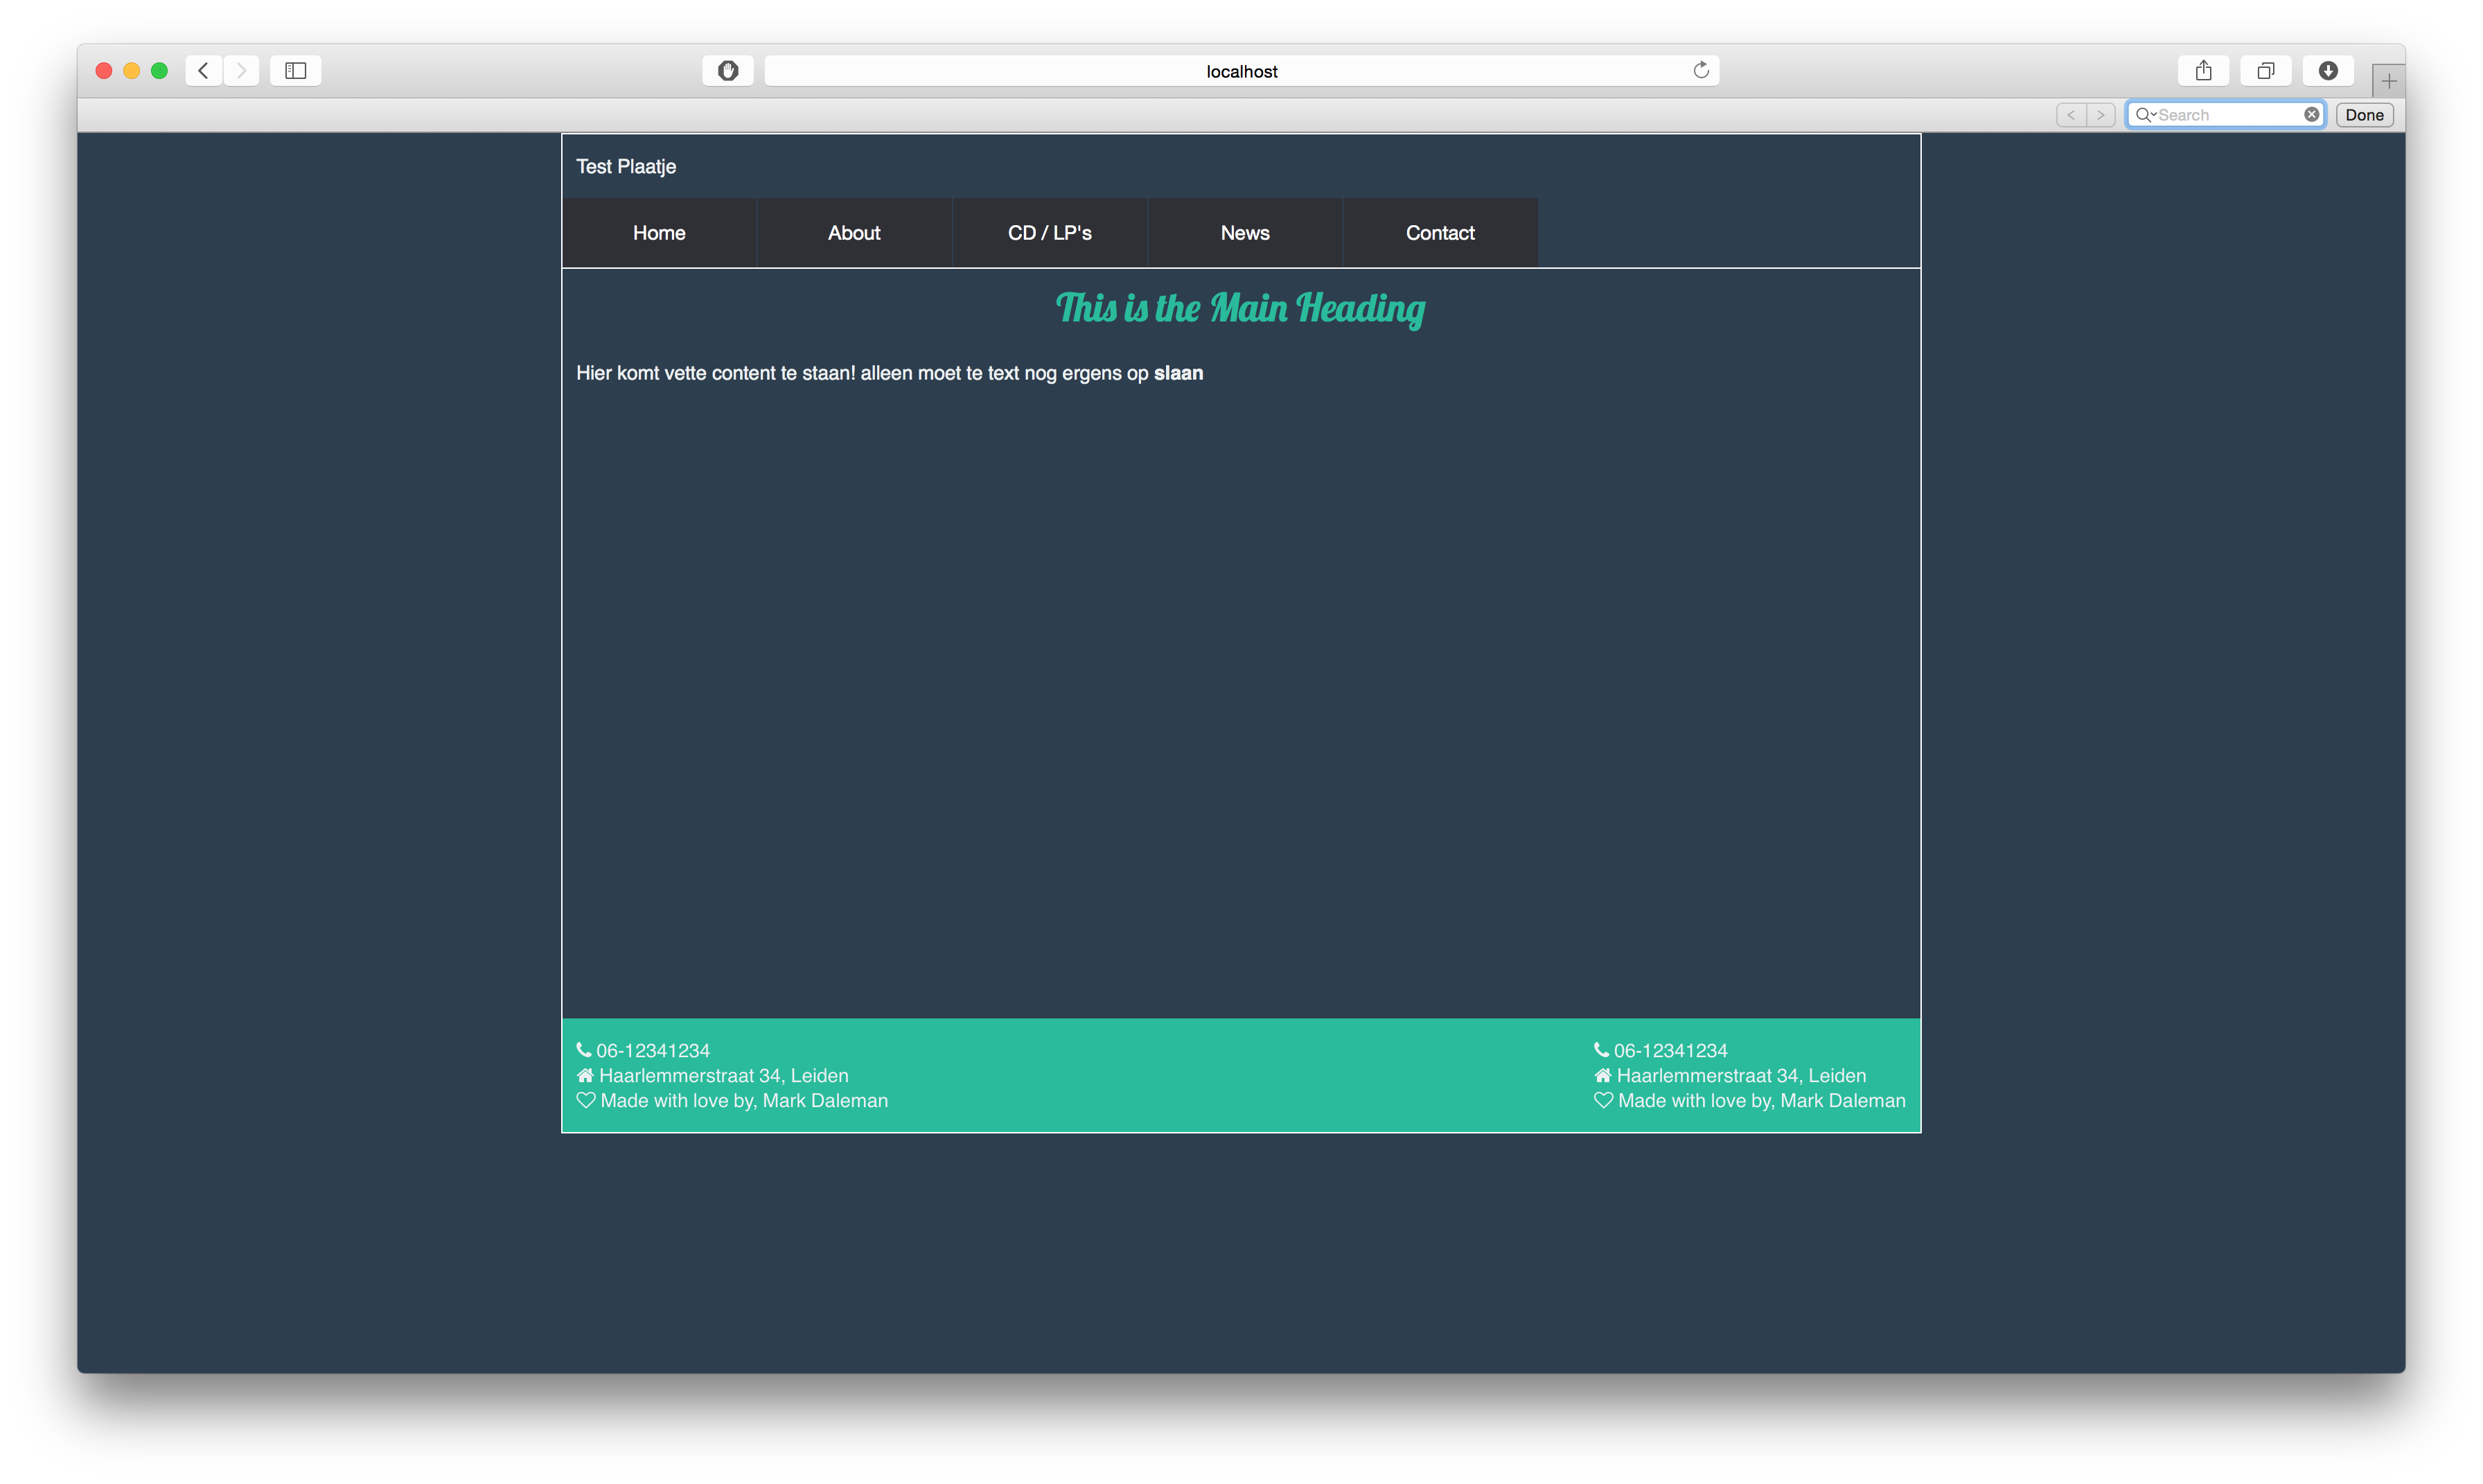 localhost
Search
Done
Test Plaatje
Home About CD / LP's News Contact
This is the Main Heading
Hier komt vette content te staan! alleen moet te text nog ergens op slaan
06-12341234 06-12341234
Haarlemmerstraat 34, Leiden Haarlemmerstraat 34, Leiden
Made with love by, Mark Daleman Made with love by, Mark Daleman